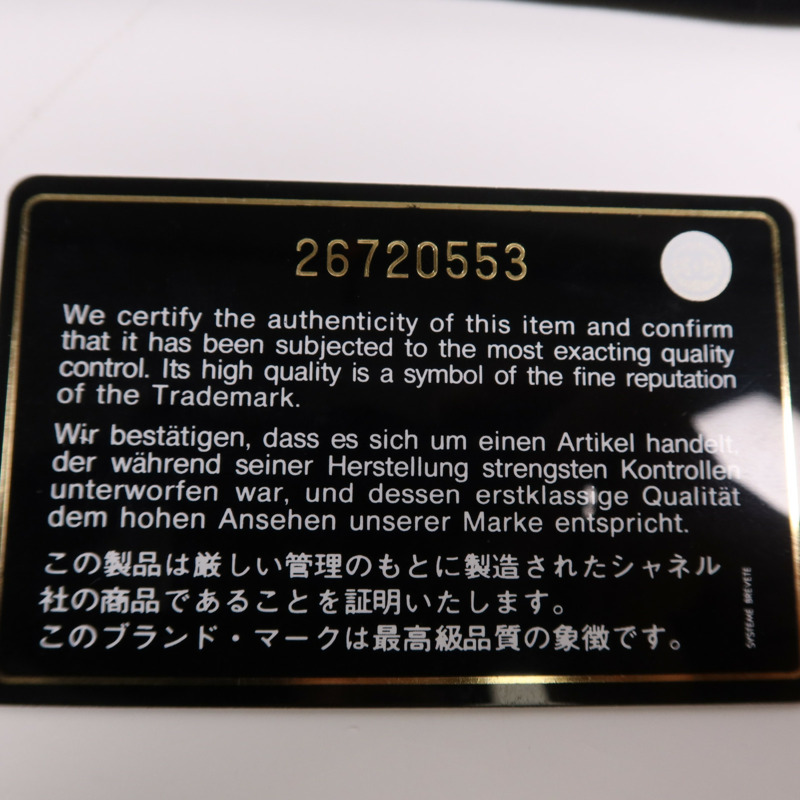 26720553
We certify the authenticity of this item and confirm
that it has been subjected to the most exacting quality
control. Its high quality is a symbol of the fine reputation
of the Trademark.
Wir bestätigen, dass es sich um einen Artikel handelt,
der während seiner Herstellung strengsten Kontrollen
unterworfen war, und dessen erstklassige Qualität
dem hohen Ansehen unserer Marke entspricht.
この製品は厳しい管理のもとに製造されたシャネル
社の商品であることを証明いたします。
このブランド・マークは最高級品質の象徴です。
SYSTEME BREVETE